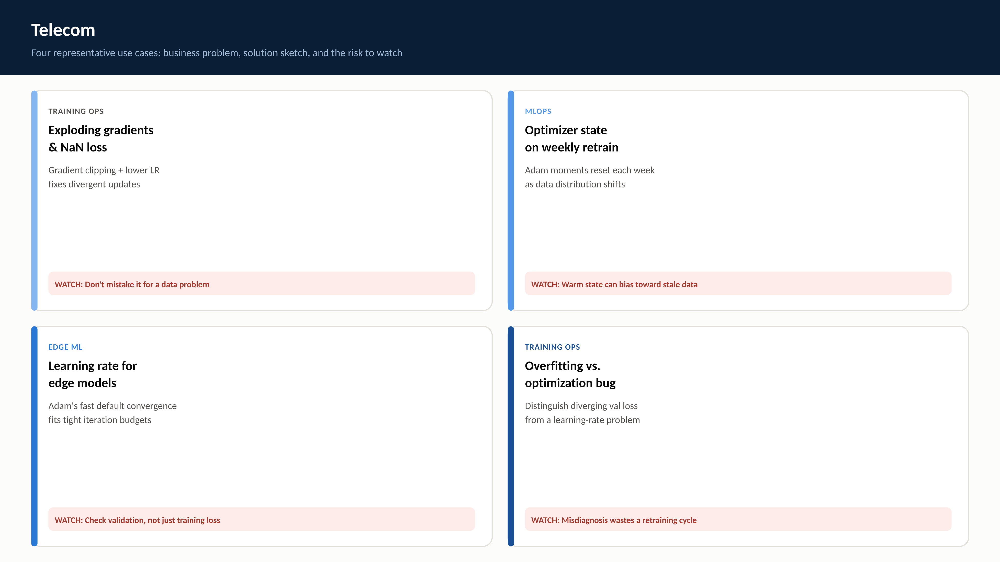 Telecom
Four representative use cases: business problem, solution sketch, and the risk to watch
TRAINING OPS
Exploding gradients
& NaN loss
Gradient clipping + lower LR
fixes divergent updates
WATCH: Don't mistake it for a data problem
MLOPS
Optimizer state
on weekly retrain
Adam moments reset each week
as data distribution shifts
WATCH: Warm state can bias toward stale data
EDGE ML
Learning rate for
edge models
Adam's fast default convergence
fits tight iteration budgets
WATCH: Check validation, not just training loss
TRAINING OPS
Overfitting vs.
optimization bug
Distinguish diverging val loss
from a learning-rate problem
WATCH: Misdiagnosis wastes a retraining cycle